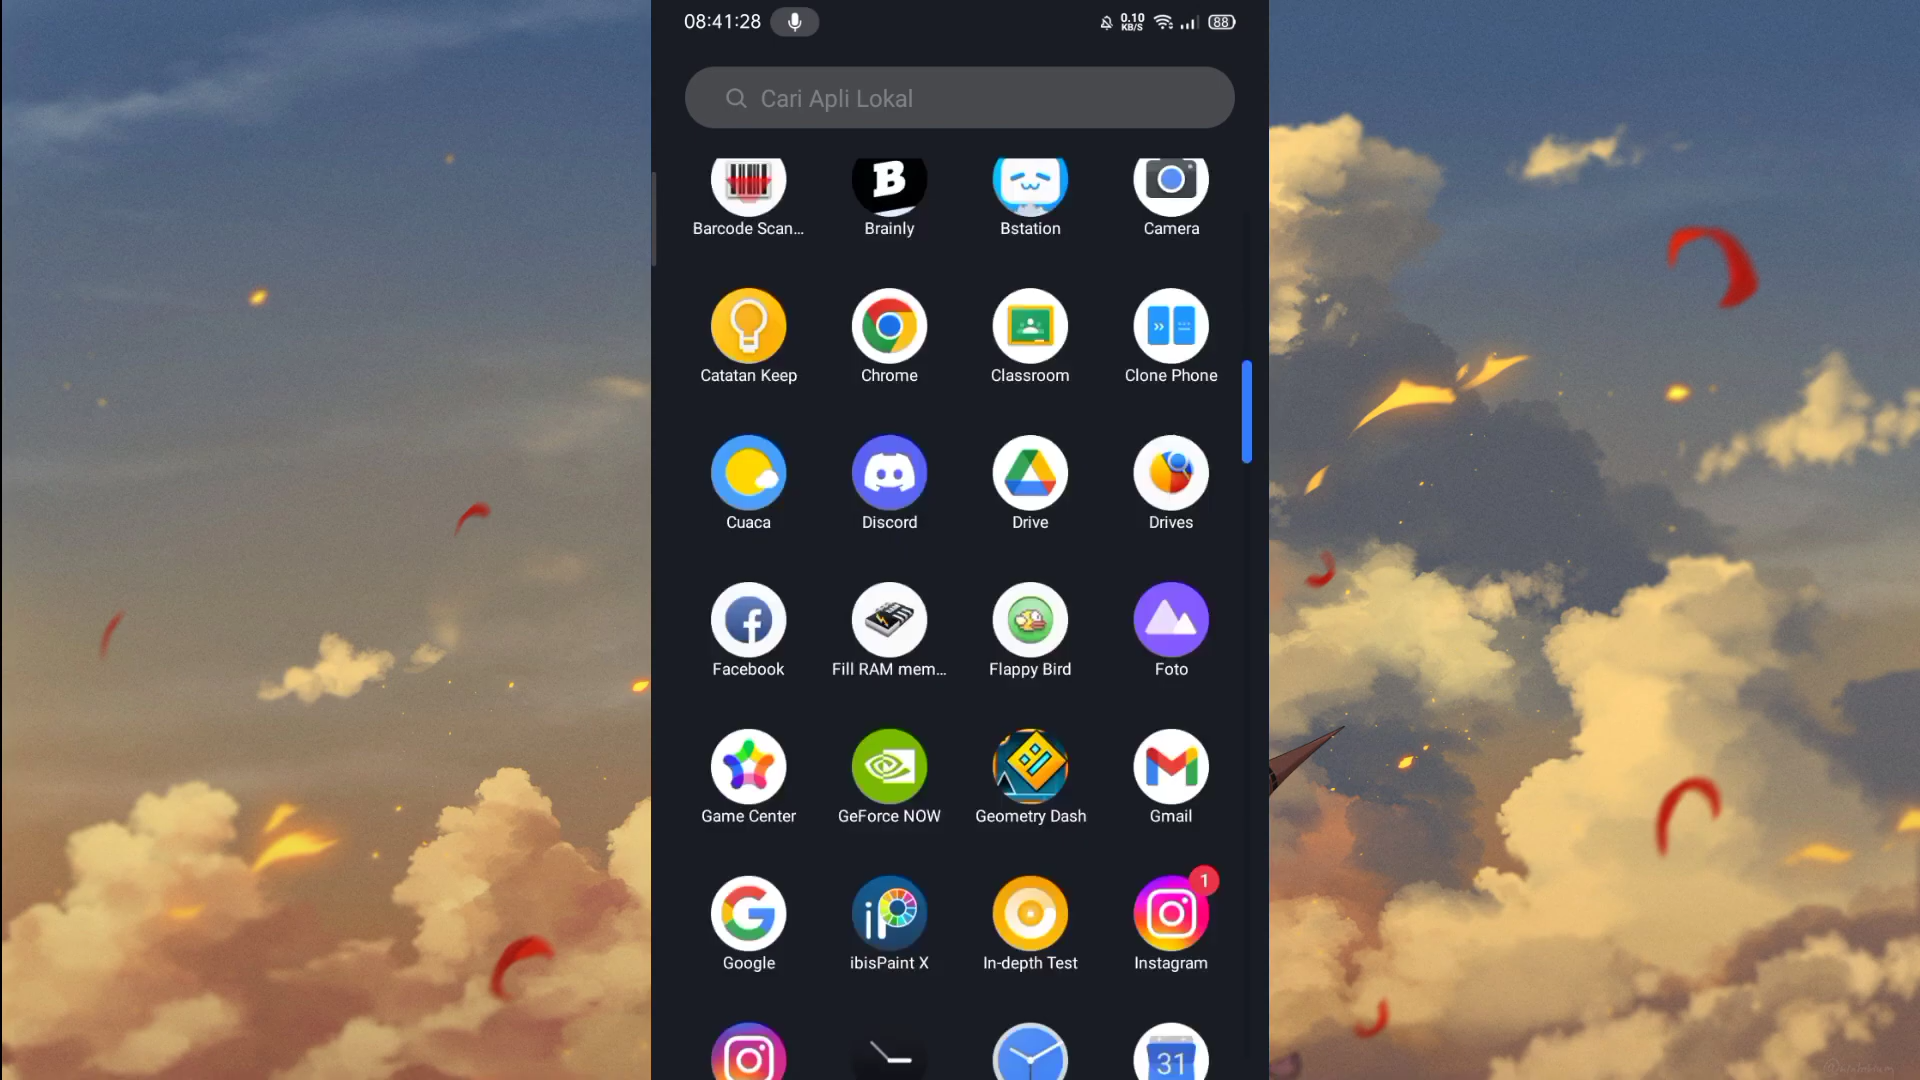 08:41:28
0.10
KB/S
88
Cari Apli Lokal
B
Barcode Scan...
Brainly
Bstation
Camera
Catatan Keep
Chrome
Classroom
Clone Phone
Cuaca
Discord
Drive
Drives
Facebook
Fill RAM mem...
Flappy Bird
Foto
Game Center
GeForce NOW
Geometry Dash
Gmail
1
Google
ibisPaint X
In-depth Test
Instagram
31